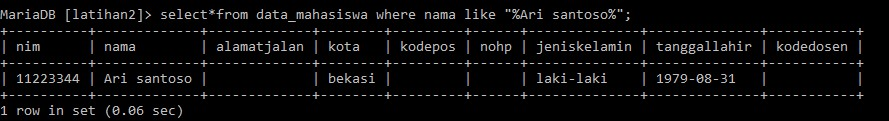 MariaDB [latihan2]> select*from data_mahasiswa where nama like "%Ari santoso%";
+----------+-------------+-------------+--------+---------+------+--------------+--------------+-----------+
| nim      | nama        | alamatjalan | kota   | kodepos | nohp | jeniskelamin | tanggallahir | kodedosen |
+----------+-------------+-------------+--------+---------+------+--------------+--------------+-----------+
| 11223344 | Ari santoso |             | bekasi |         |      | laki-laki    | 1979-08-31   |           |
+----------+-------------+-------------+--------+---------+------+--------------+--------------+-----------+
1 row in set (0.06 sec)